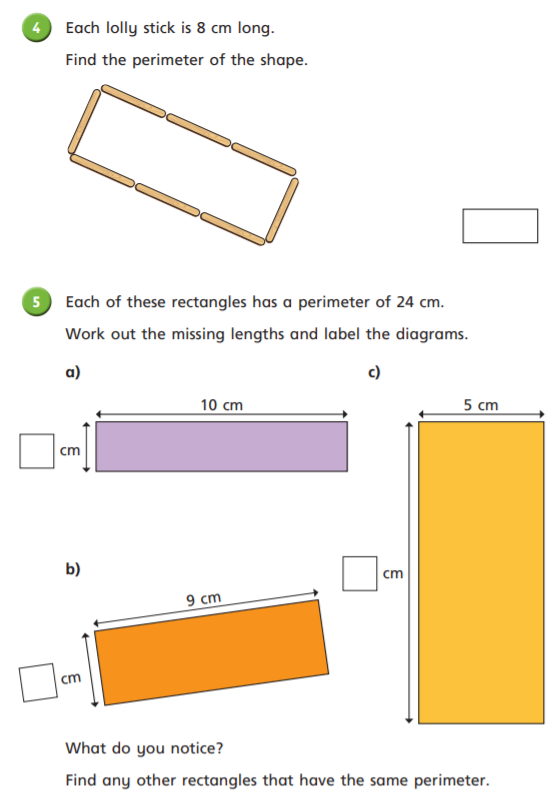 4 Each lolly stick is 8 cm long.
Find the perimeter of the shape.
5 Each of these rectangles has a perimeter of 24 cm.
Work out the missing lengths and label the diagrams.
a)
10 cm
cm
b)
9 cm
cm
c)
5 cm
cm
What do you notice?
Find any other rectangles that have the same perimeter.